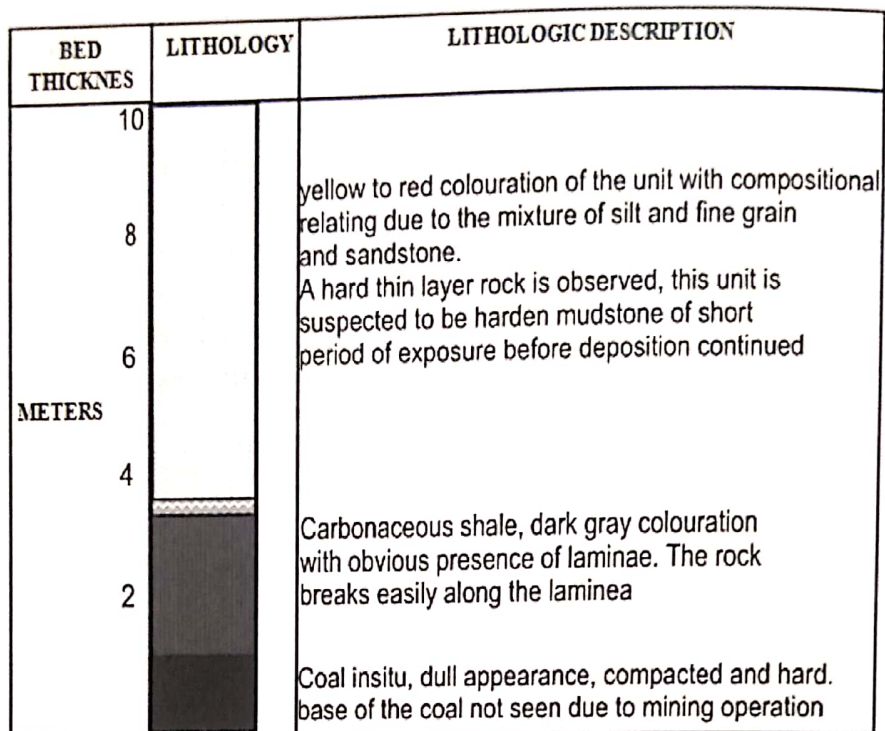 BED
THICKNES
LITHOLOGY
LITHOLOGIC DESCRIPTION
10
8
6
METERS
4
2
yellow to red colouration of the unit with compositional
relating due to the mixture of silt and fine grain
and sandstone.
A hard thin layer rock is observed, this unit is
suspected to be harden mudstone of short
period of exposure before deposition continued
Carbonaceous shale, dark gray colouration
with obvious presence of laminae. The rock
breaks easily along the laminea
Coal insitu, dull appearance, compacted and hard.
base of the coal not seen due to mining operation